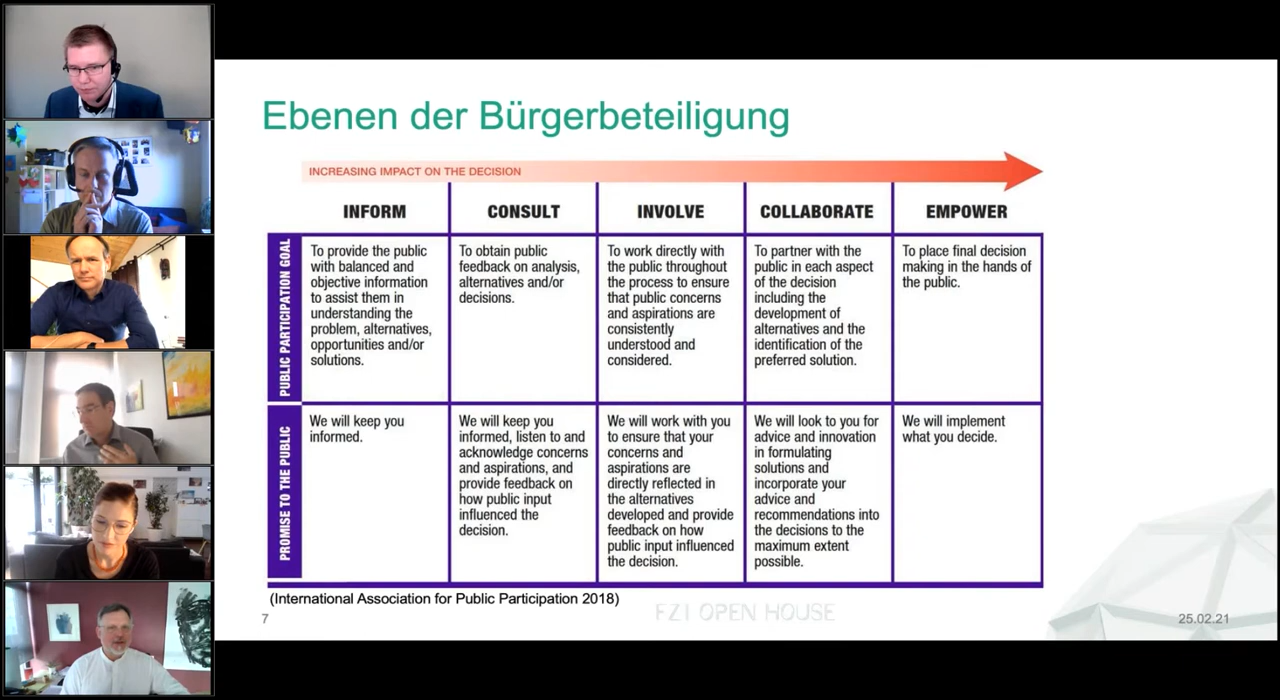 Ebenen der Bürgerbeteiligung
INCREASING IMPACT ON THE DECISION
INFORM
CONSULT
INVOLVE
COLLABORATE
EMPOWER
PUBLIC PARTICIPATION GOAL
To provide the public
with balanced and
objective information
to assist them in
understanding the
problem, alternatives,
opportunities and/or
solutions.
To obtain public
feedback on analysis,
alternatives and/or
decisions.
To work directly with
the public throughout
the process to ensure
that public concerns
and aspirations are
consistently
understood and
considered.
To partner with the
public in each aspect
of the decision
including the
development of
alternatives and the
identification of the
preferred solution.
To place final decision
making in the hands of
the public.
PROMISE TO THE PUBLIC
We will keep you
informed.
We will keep you
informed, listen to and
acknowledge concerns
and aspirations, and
provide feedback on
how public input
influenced the
decision.
We will work with you
to ensure that your
concerns and
aspirations are
directly reflected in
the alternatives
developed and provide
feedback on how
public input influenced
the decision.
We will look to you for
advice and innovation
in formulating
solutions and
incorporate your
advice and
recommendations into
the decisions to the
maximum extent
possible.
We will implement
what you decide.
(International Association for Public Participation 2018)
7
FZI OPEN HOUSE
25.02.21